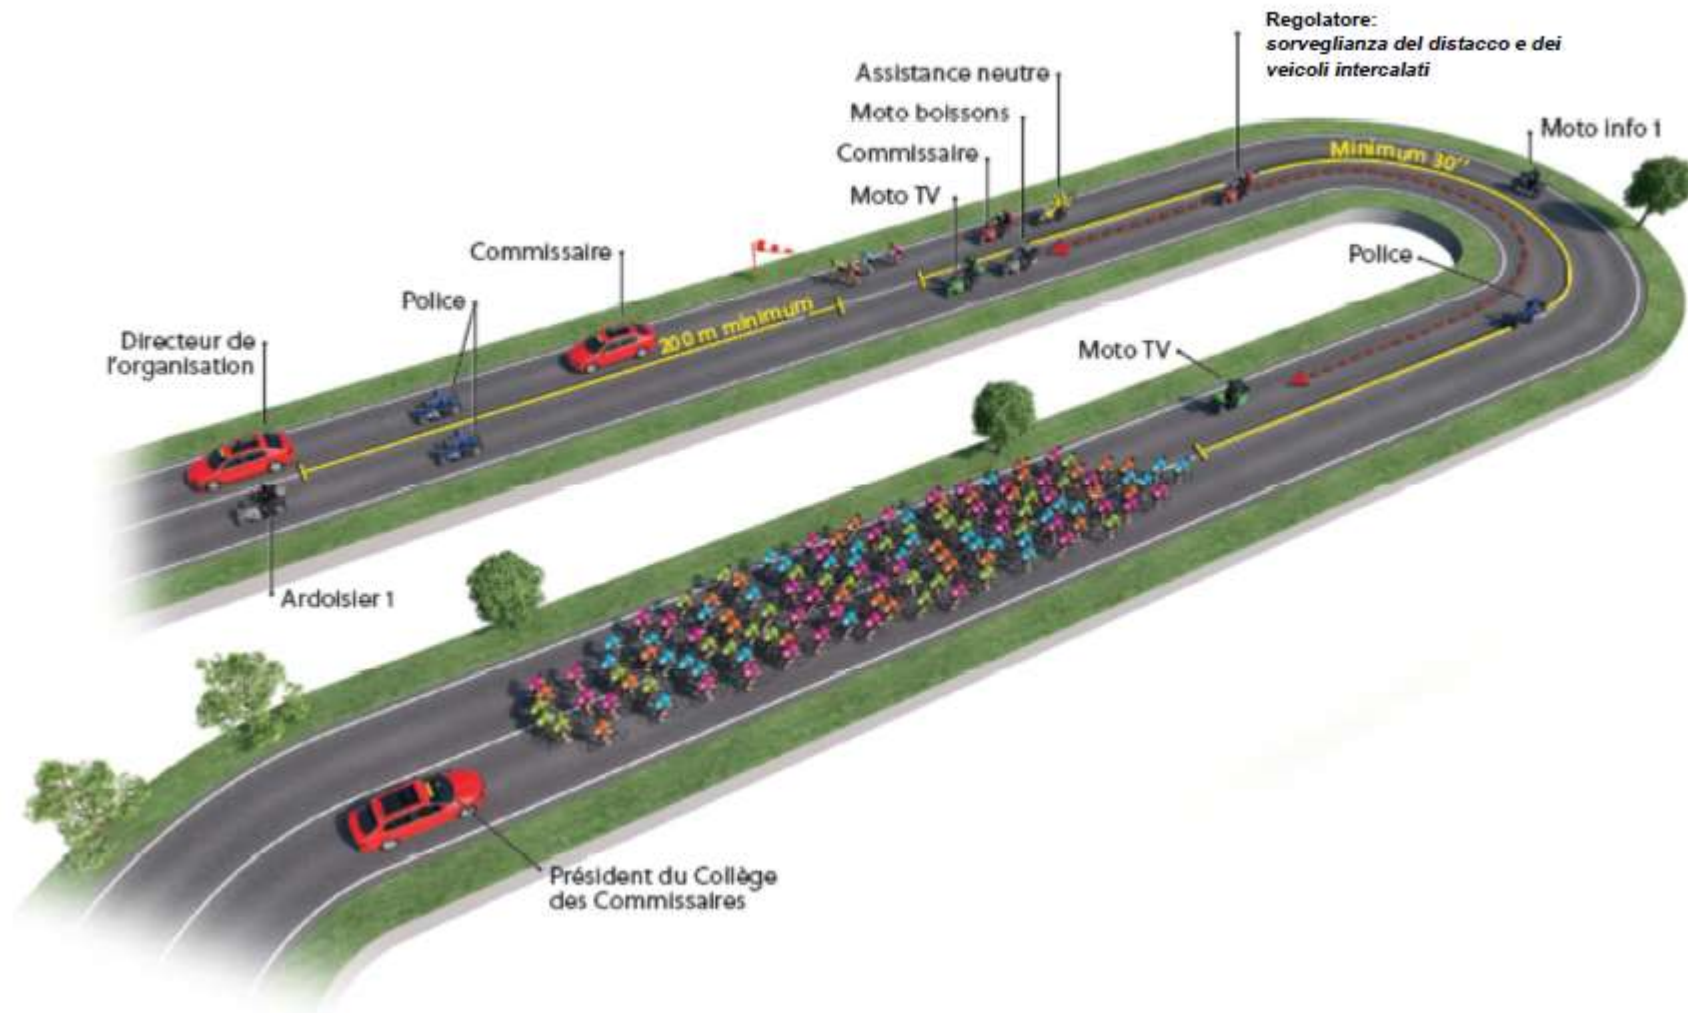 Regolatore:
sorveglianza del distacco e dei
veicoli intercalati
Assistance neutre
Moto boissons
Commissaire
Moto TV
Moto info 1
Minimum 30’’
Commissaire
Police
Police
200 m minimum
Directeur de
l’organisation
Moto TV
Ardoisier 1
Président du Collège
des Commissaires